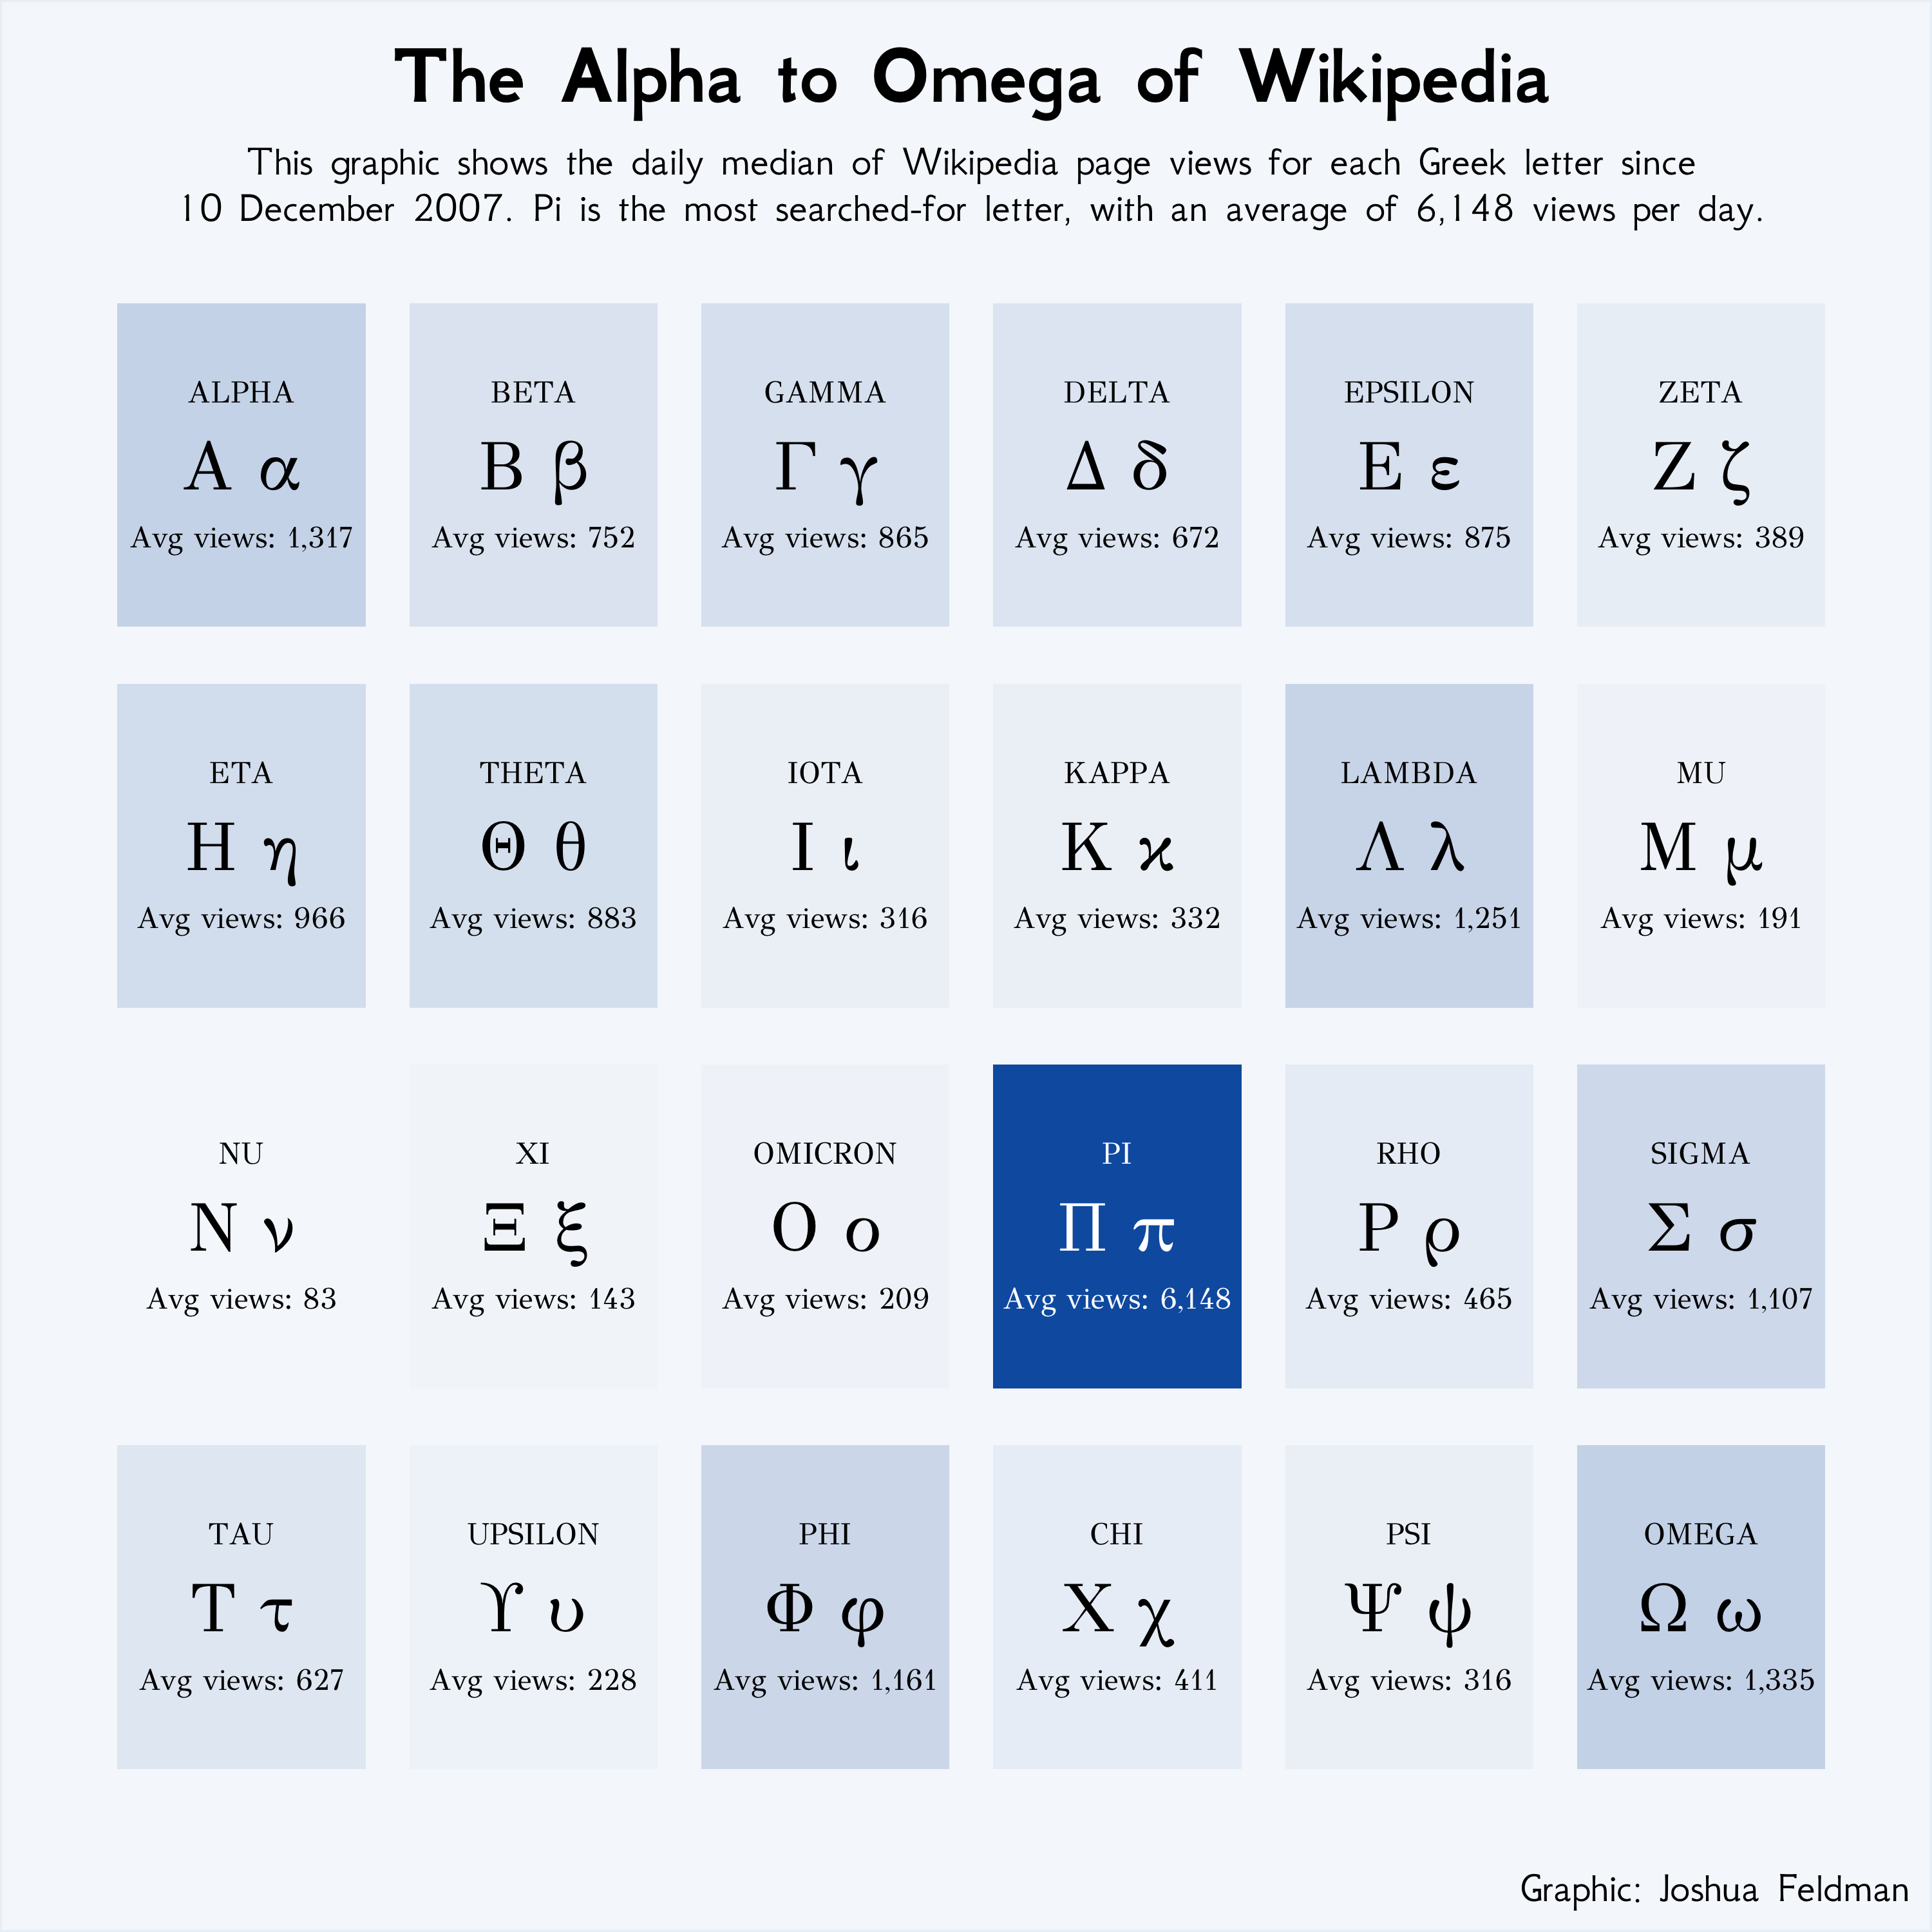 The Alpha to Omega of Wikipedia
This graphic shows the daily median of Wikipedia page views for each Greek letter since
10 December 2007. Pi is the most searched-for letter, with an average of 6,148 views per day.
ALPHA
Α α
Avg views: 1,317
BETA
Β β
Avg views: 752
GAMMA
Γ γ
Avg views: 865
DELTA
Δ δ
Avg views: 672
EPSILON
Ε ε
Avg views: 875
ZETA
Ζ ζ
Avg views: 389
ETA
Η η
Avg views: 966
THETA
Θ θ
Avg views: 883
IOTA
Ι ι
Avg views: 316
KAPPA
Κ κ
Avg views: 332
LAMBDA
Λ λ
Avg views: 1,251
MU
Μ μ
Avg views: 191
NU
Ν ν
Avg views: 83
XI
Ξ ξ
Avg views: 143
OMICRON
Ο ο
Avg views: 209
PI
Π π
Avg views: 6,148
RHO
Ρ ρ
Avg views: 465
SIGMA
Σ σ
Avg views: 1,107
TAU
Τ τ
Avg views: 627
UPSILON
Υ υ
Avg views: 228
PHI
Φ φ
Avg views: 1,161
CHI
Χ χ
Avg views: 411
PSI
Ψ ψ
Avg views: 316
OMEGA
Ω ω
Avg views: 1,335
Graphic: Joshua Feldman